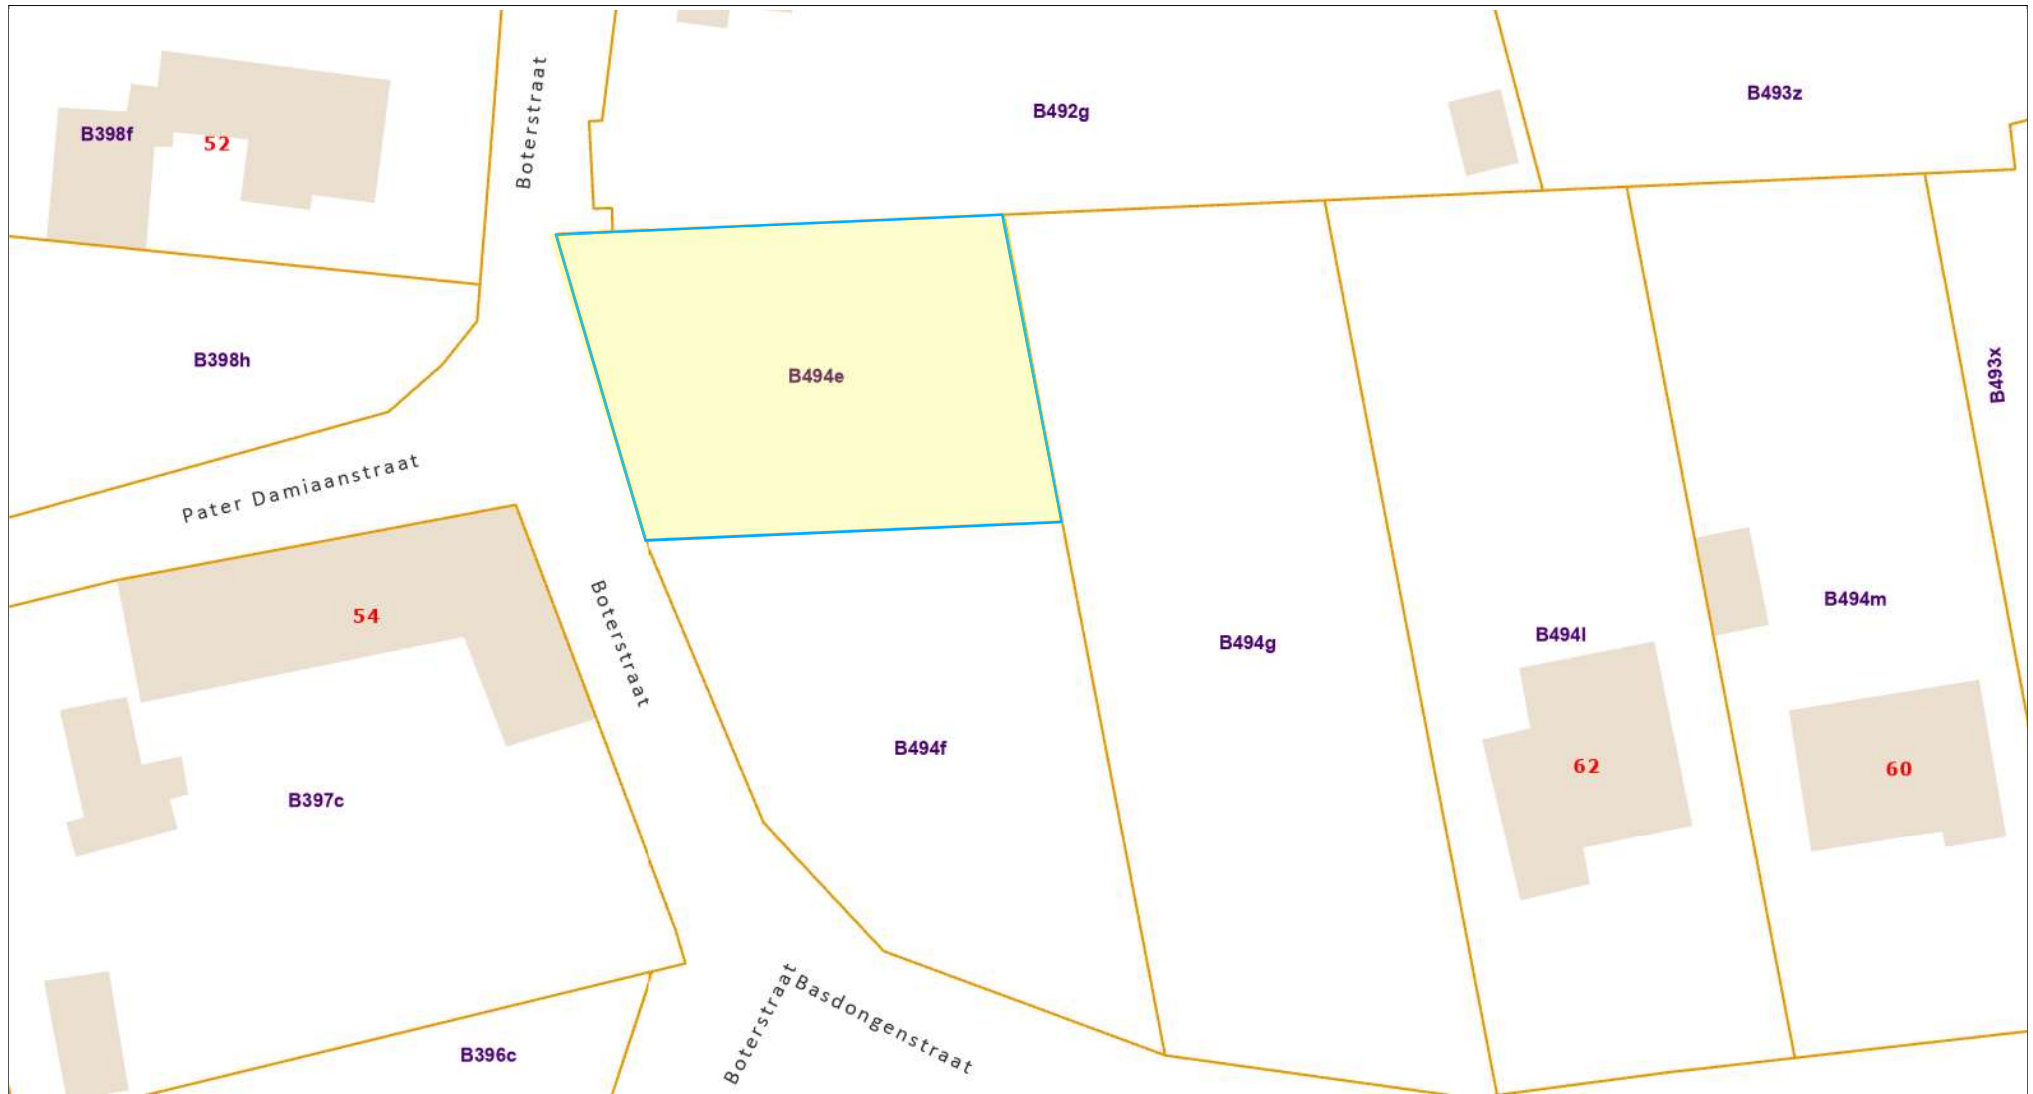 Boterstraat
B493z
B492g
B398f
52
B398h
B494e
B493x
Pater Damiaanstraat
B494m
54
Boterstraat
B494l
B494g
B494f
62
60
B397c
Boterstraat
Basdongenstraat
B396c